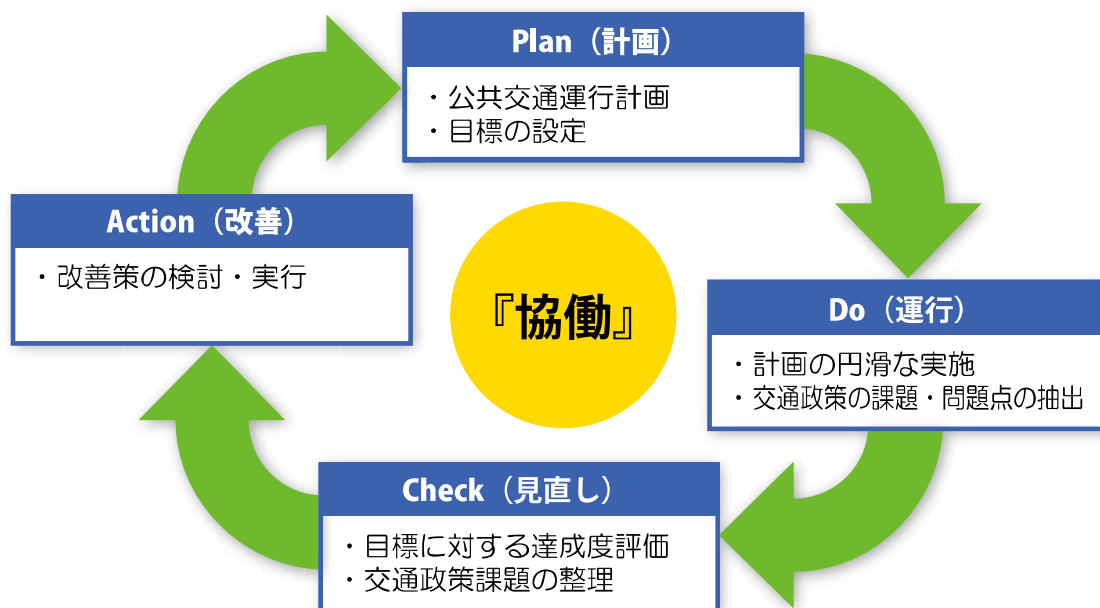 Plan（計画）
・公共交通運行計画
・目標の設定
Do（運行）
・計画の円滑な実施
・交通政策の課題・問題点の抽出
Check（見直し）
・目標に対する達成度評価
・交通政策課題の整理
Action（改善）
・改善策の検討・実行
『協働』